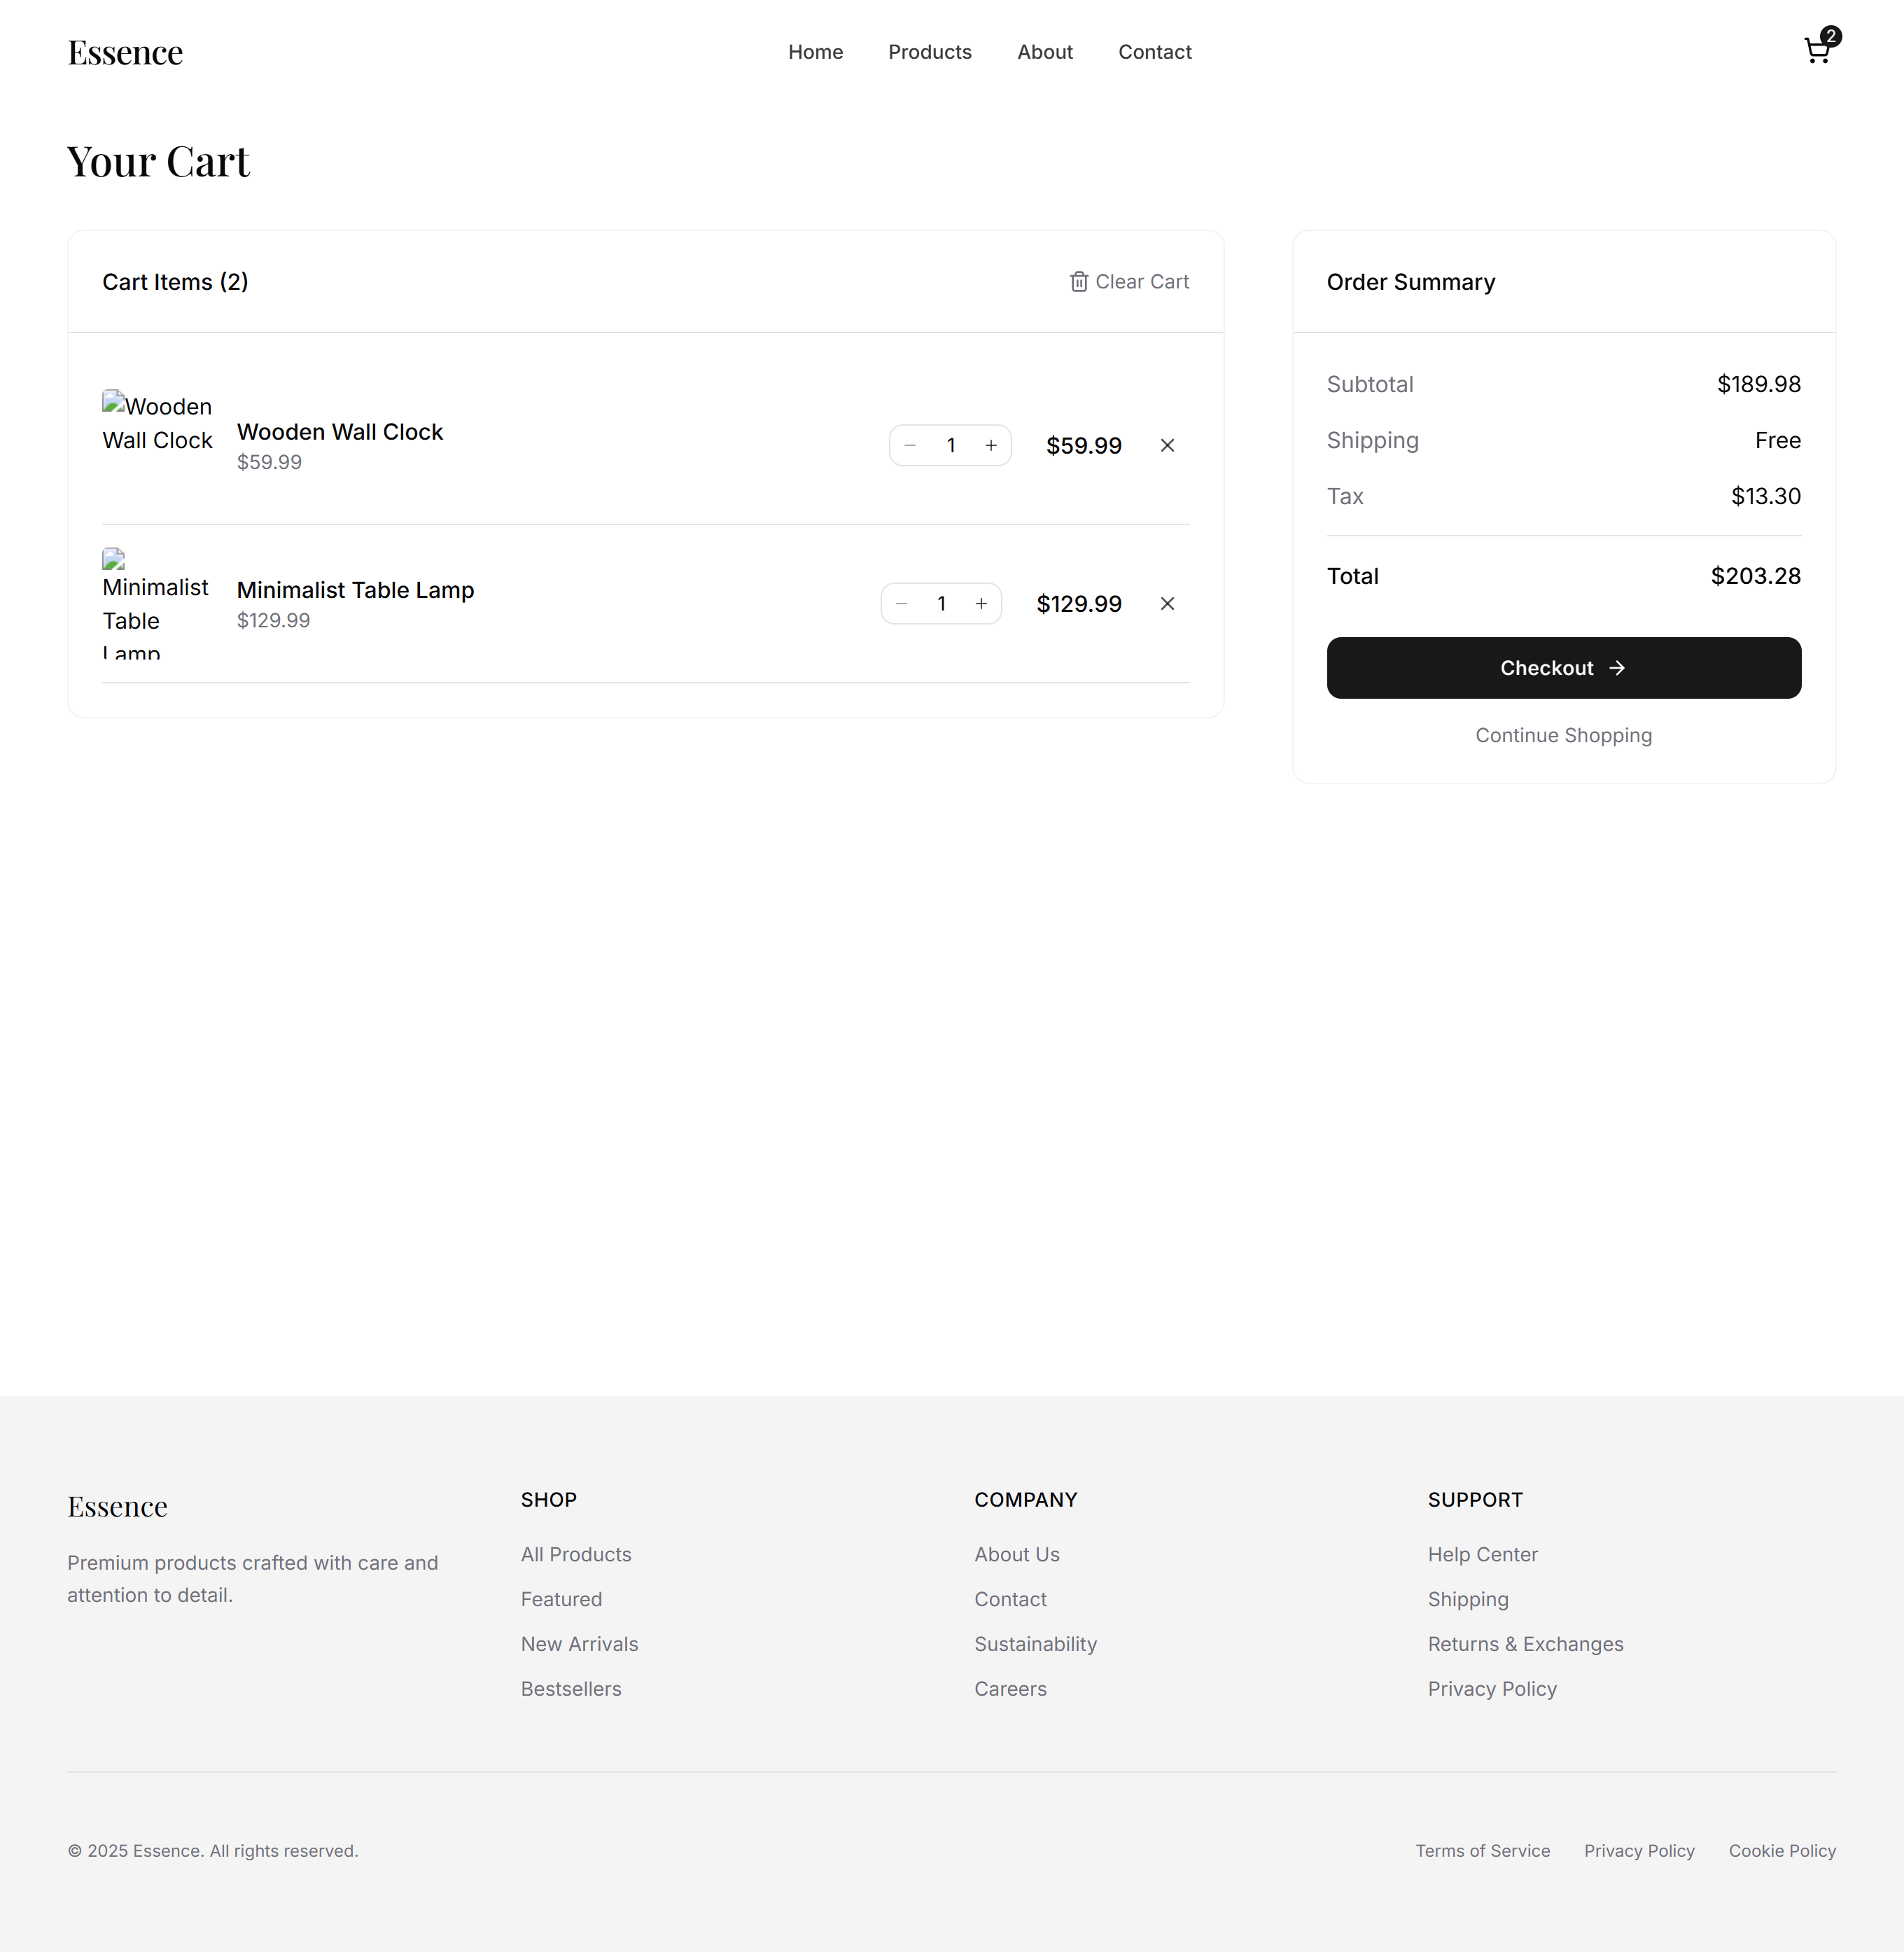 Essence
Home
Products
About
Contact
2
Your Cart
Cart Items (2)
Clear Cart
Wooden
Wall Clock
Wooden Wall Clock
$59.99
1
$59.99
Minimalist
Table
Lamp
Minimalist Table Lamp
$129.99
1
$129.99
Order Summary
Subtotal
$189.98
Shipping
Free
Tax
$13.30
Total
$203.28
Checkout
Continue Shopping
Essence
Premium products crafted with care and
attention to detail.
SHOP
All Products
Featured
New Arrivals
Bestsellers
COMPANY
About Us
Contact
Sustainability
Careers
SUPPORT
Help Center
Shipping
Returns & Exchanges
Privacy Policy
© 2025 Essence. All rights reserved.
Terms of Service
Privacy Policy
Cookie Policy